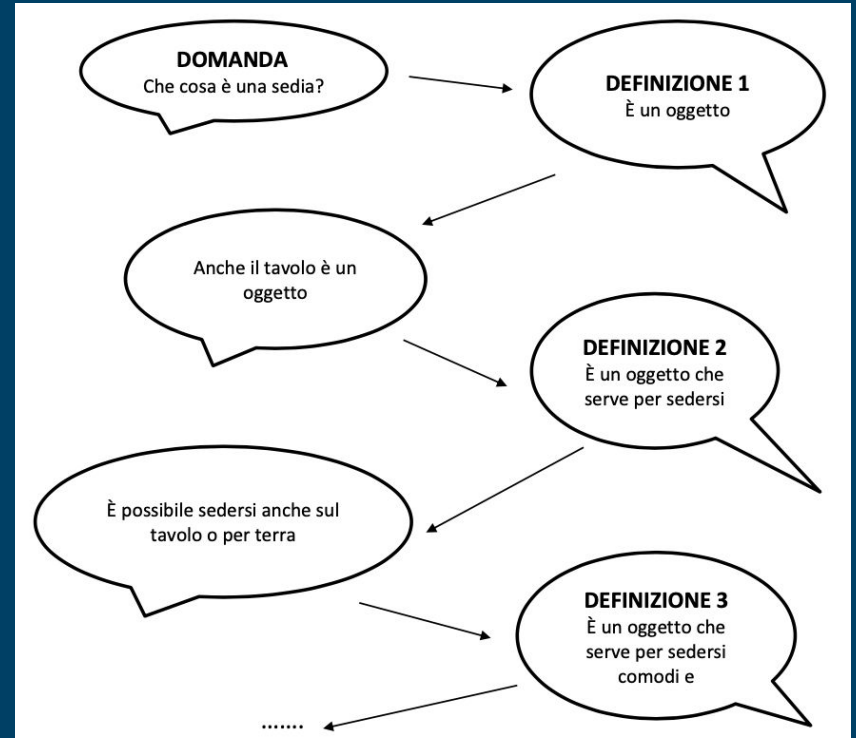 DOMANDA
Che cosa è una sedia?
DEFINIZIONE 1
È un oggetto
Anche il tavolo è un
oggetto
DEFINIZIONE 2
È un oggetto che
serve per sedersi
È possibile sedersi anche sul
tavolo o per terra
DEFINIZIONE 3
È un oggetto che
serve per sedersi
comodi e
.......